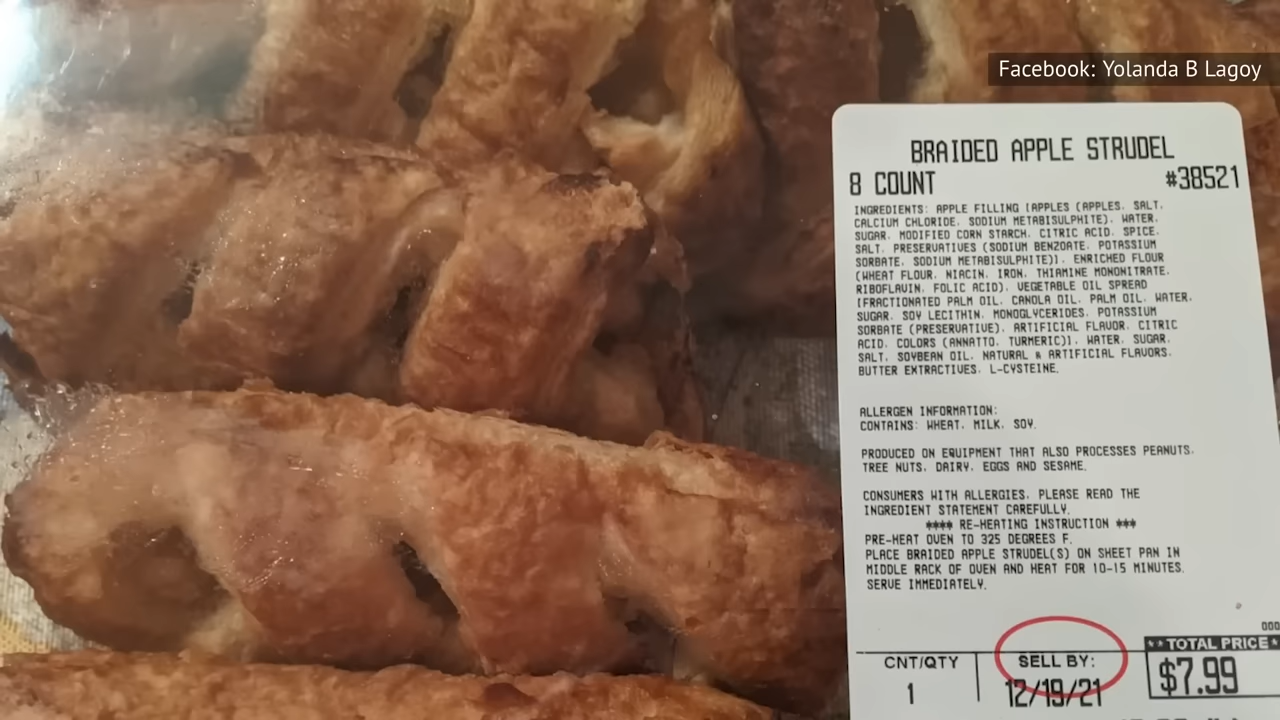 Facebook: Yolanda B Lagoy
BRAIDED APPLE STRUDEL
8 COUNT #38521
INGREDIENTS: APPLE FILLING [APPLES (APPLES, SALT,
CALCIUM CHLORIDE, SODIUM METABISULPHITE), WATER,
SUGAR, MODIFIED CORN STARCH, CITRIC ACID, SPICE,
SALT, PRESERVATIVES (SODIUM BENZOATE, POTASSIUM
SORBATE, SODIUM METABISULPHITE)], ENRICHED FLOUR
(WHEAT FLOUR, NIACIN, IRON, THIAMINE MONONITRATE,
RIBOFLAVIN, FOLIC ACID), VEGETABLE OIL SPREAD
[FRACTIONATED PALM OIL, CANOLA OIL, PALM OIL, WATER,
SUGAR, SOY LECITHIN, MONOGLYCERIDES, POTASSIUM
SORBATE (PRESERVATIVE), ARTIFICIAL FLAVOR, CITRIC
ACID, COLORS (ANNATTO, TURMERIC)], WATER, SUGAR,
SALT, SOYBEAN OIL, NATURAL & ARTIFICIAL FLAVORS,
BUTTER EXTRACTIVES, L-CYSTEINE.
ALLERGEN INFORMATION:
CONTAINS: WHEAT, MILK, SOY.
PRODUCED ON EQUIPMENT THAT ALSO PROCESSES PEANUTS,
TREE NUTS, DAIRY, EGGS AND SESAME.
CONSUMERS WITH ALLERGIES, PLEASE READ THE
INGREDIENT STATEMENT CAREFULLY.
**** RE-HEATING INSTRUCTION ***
PRE-HEAT OVEN TO 325 DEGREES F.
PLACE BRAIDED APPLE STRUDEL(S) ON SHEET PAN IN
MIDDLE RACK OF OVEN AND HEAT FOR 10-15 MINUTES.
SERVE IMMEDIATELY.
000
CNT/QTY SELL BY: **TOTAL PRICE*
1 12/19/21 $7.99